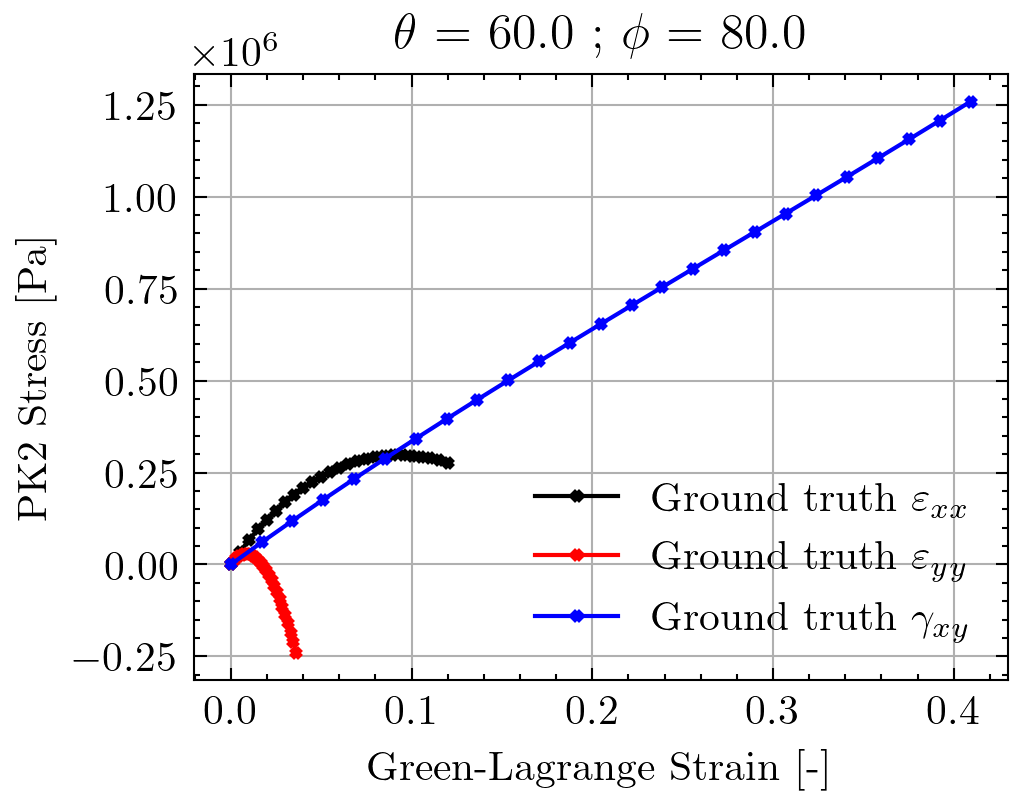 θ = 60.0 ; ϕ = 80.0
×10⁶
1.25
1.00
0.75
0.50
0.25
0.00
−0.25
PK2 Stress [Pa]
Ground truth ε_xx
Ground truth ε_yy
Ground truth γ_xy
0.0 0.1 0.2 0.3 0.4
Green-Lagrange Strain [-]